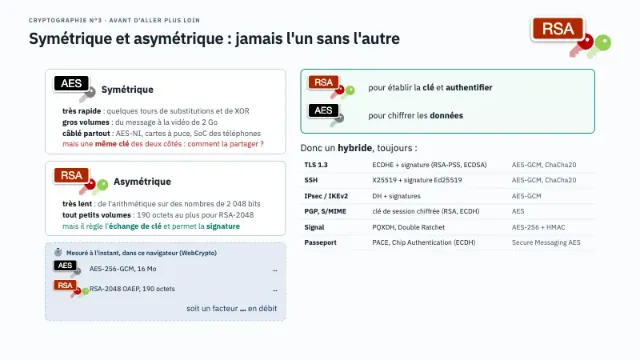 CRYPTOGRAPHIE N°3 · AVANT D'ALLER PLUS LOIN
Symétrique et asymétrique : jamais l'un sans l'autre
RSA
AES
Symétrique
très rapide : quelques tours de substitutions et de XOR
gros volumes : du message à la vidéo de 2 Go
câblé partout : AES-NI, cartes à puce, SoC des téléphones
mais une même clé des deux côtés : comment la partager ?
RSA
Asymétrique
très lent : de l'arithmétique sur des nombres de 2 048 bits
tout petits volumes : 190 octets au plus pour RSA-2048
mais il règle l'échange de clé et permet la signature
Mesuré à l'instant, dans ce navigateur (WebCrypto)
AES
AES-256-GCM, 16 Mo ...
RSA
RSA-2048 OAEP, 190 octets ...
soit un facteur ... en débit
RSA
pour établir la clé et authentifier
AES
pour chiffrer les données
Donc un hybride, toujours :
TLS 1.3 ECDHE + signature (RSA-PSS, ECDSA) AES-GCM, ChaCha20
SSH X25519 + signature Ed25519 AES-GCM, ChaCha20
IPsec / IKEv2 DH + signatures AES-GCM
PGP, S/MIME clé de session chiffrée (RSA, ECDH) AES
Signal PQXDH, Double Ratchet AES-256 + HMAC
Passeport PACE, Chip Authentication (ECDH) Secure Messaging AES